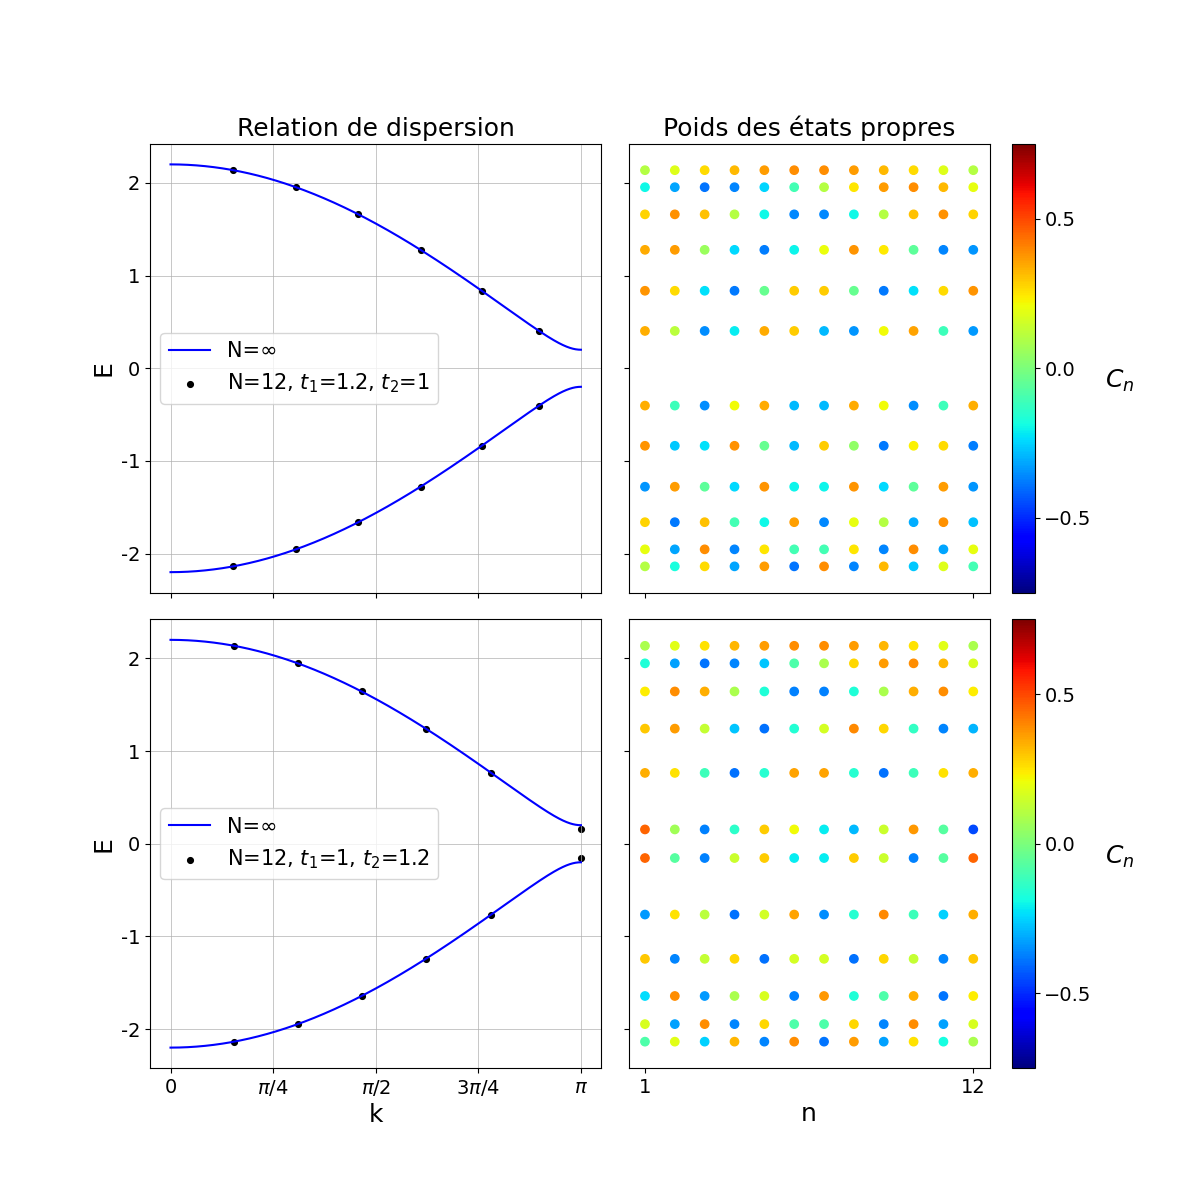 Relation de dispersion
Poids des états propres
2
1
0
-1
-2
E
N=∞
N=12, t₁=1.2, t₂=1
0.5
0.0
−0.5
Cₙ
2
1
0
-1
-2
E
N=∞
N=12, t₁=1, t₂=1.2
0.5
0.0
−0.5
Cₙ
0
π/4
π/2
3π/4
π
k
1
12
n